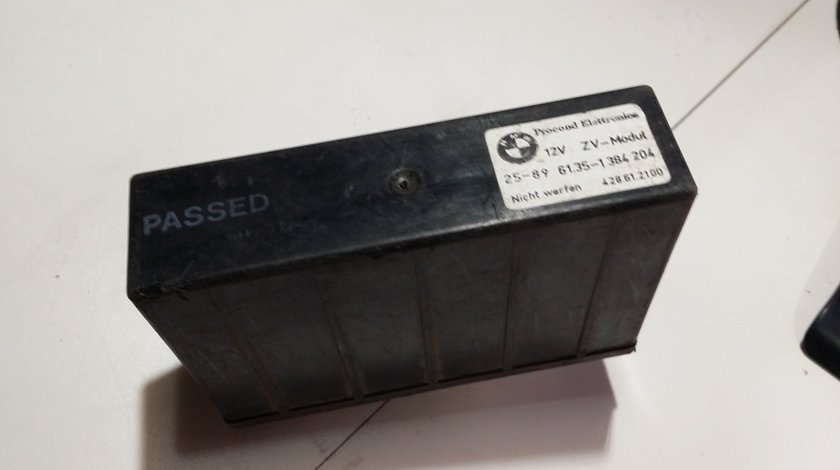 PASSED
Procond Elettronica
12V ZV-Modul
25-89 61.35-1 384 204
Nicht werfen 428.61.2100